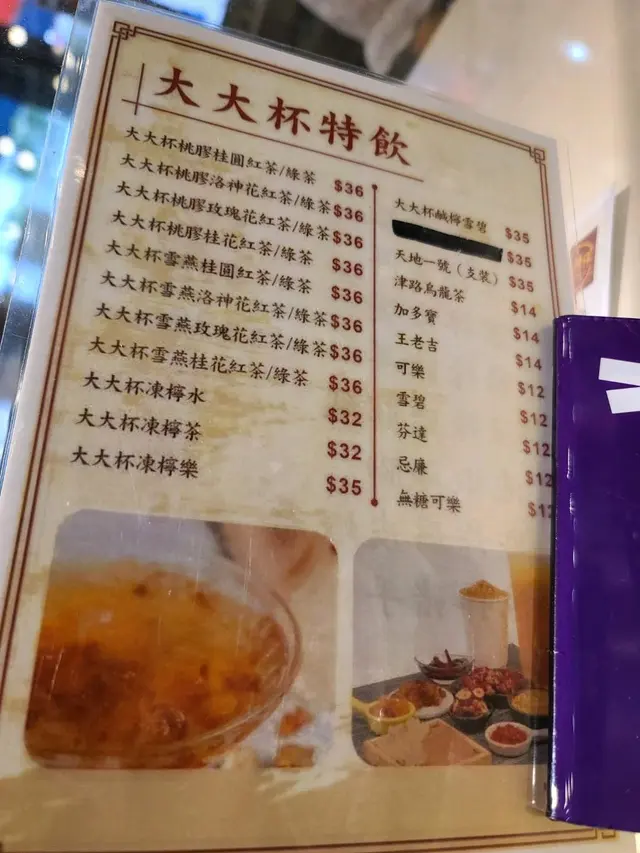 大大杯特飲
大大杯桃膠桂圓紅茶/綠茶 $36
大大杯桃膠洛神花紅茶/綠茶 $36
大大杯桃膠玫瑰花紅茶/綠茶 $36
大大杯桃膠桂花紅茶/綠茶 $36
大大杯雪燕桂圓紅茶/綠茶 $36
大大杯雪燕洛神花紅茶/綠茶 $36
大大杯雪燕玫瑰花紅茶/綠茶 $36
大大杯雪燕桂花紅茶/綠茶 $36
大大杯凍檸水 $32
大大杯凍檸茶 $32
大大杯凍檸樂 $35
大大杯鹹檸雪碧 $35
$35
天地一號（支裝） $35
津路烏龍茶 $14
加多寶 $14
王老吉 $14
可樂 $12
雪碧 $12
芬達 $12
忌廉 $12
無糖可樂